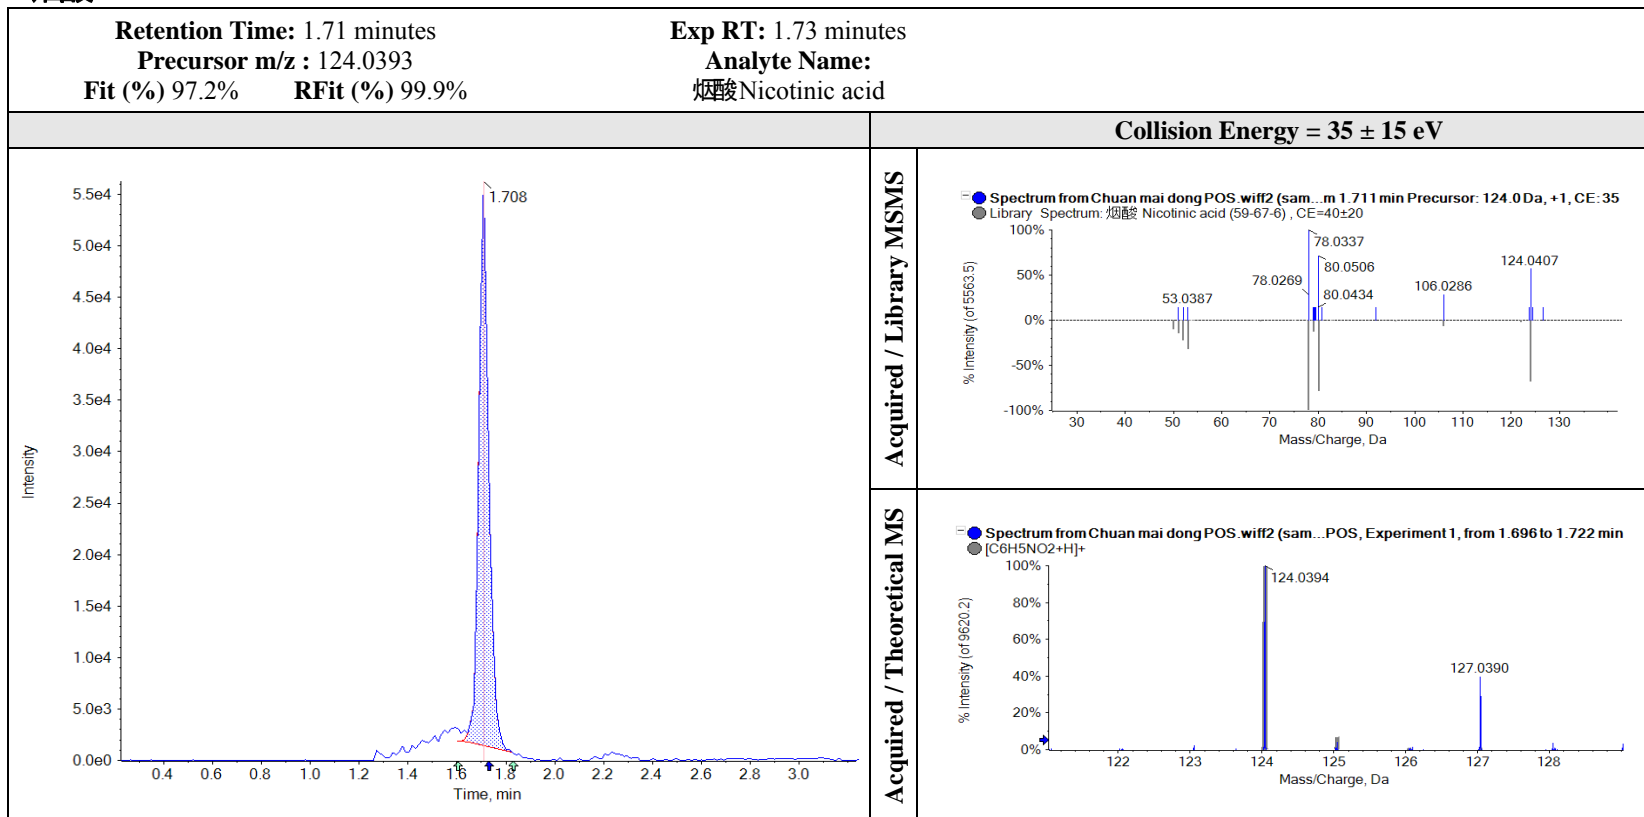 Retention Time: 1.71 minutes
Exp RT: 1.73 minutes
Precursor m/z : 124.0393
Analyte Name:
Fit (%) 97.2% RFit (%) 99.9%
烟酸Nicotinic acid
Collision Energy = 35 ± 15 eV
5.5e4
5.0e4
4.5e4
4.0e4
3.5e4
3.0e4
2.5e4
2.0e4
1.5e4
1.0e4
5.0e3
0.0e0
Intensity
1.708
0.4 0.6 0.8 1.0 1.2 1.4 1.6 1.8 2.0 2.2 2.4 2.6 2.8 3.0
Time, min
Acquired / Library MSMS
Spectrum from Chuan mai dong POS.wiff2 (sam...m 1.711 min Precursor: 124.0 Da, +1, CE: 35
Library Spectrum: 烟酸 Nicotinic acid (59-67-6) , CE=40±20
100%
50%
0%
-50%
-100%
% Intensity (of 5563.5)
53.0387
78.0337
78.0269
80.0506
80.0434
106.0286
124.0407
30 40 50 60 70 80 90 100 110 120 130
Mass/Charge, Da
Acquired / Theoretical MS
Spectrum from Chuan mai dong POS.wiff2 (sam...POS, Experiment 1, from 1.696 to 1.722 min
[C6H5NO2+H]+
100%
80%
60%
40%
20%
0%
% Intensity (of 9620.2)
124.0394
127.0390
122 123 124 125 126 127 128
Mass/Charge, Da